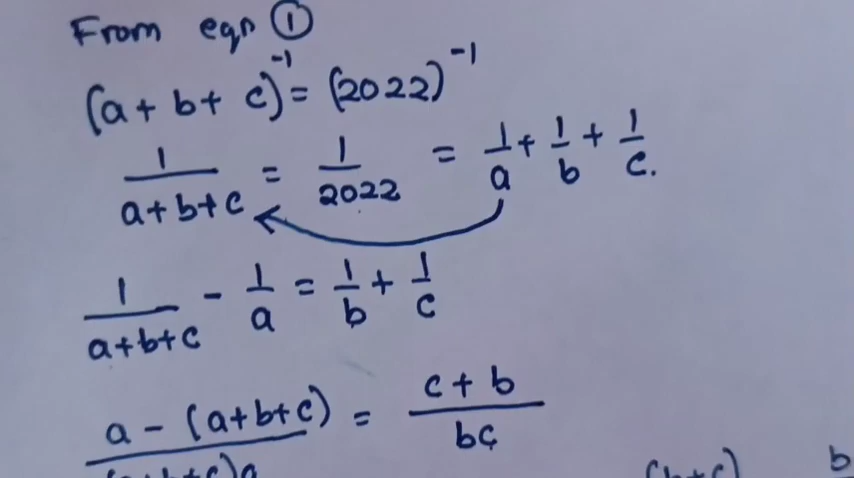 From eqn ①
(a + b + c)⁻¹ = (2022)⁻¹
1/(a+b+c) = 1/2022 = 1/a + 1/b + 1/c.
1/(a+b+c) - 1/a = 1/b + 1/c
(a - (a+b+c))/((a+b+c)a) = (c+b)/(bc)
(b+c) b